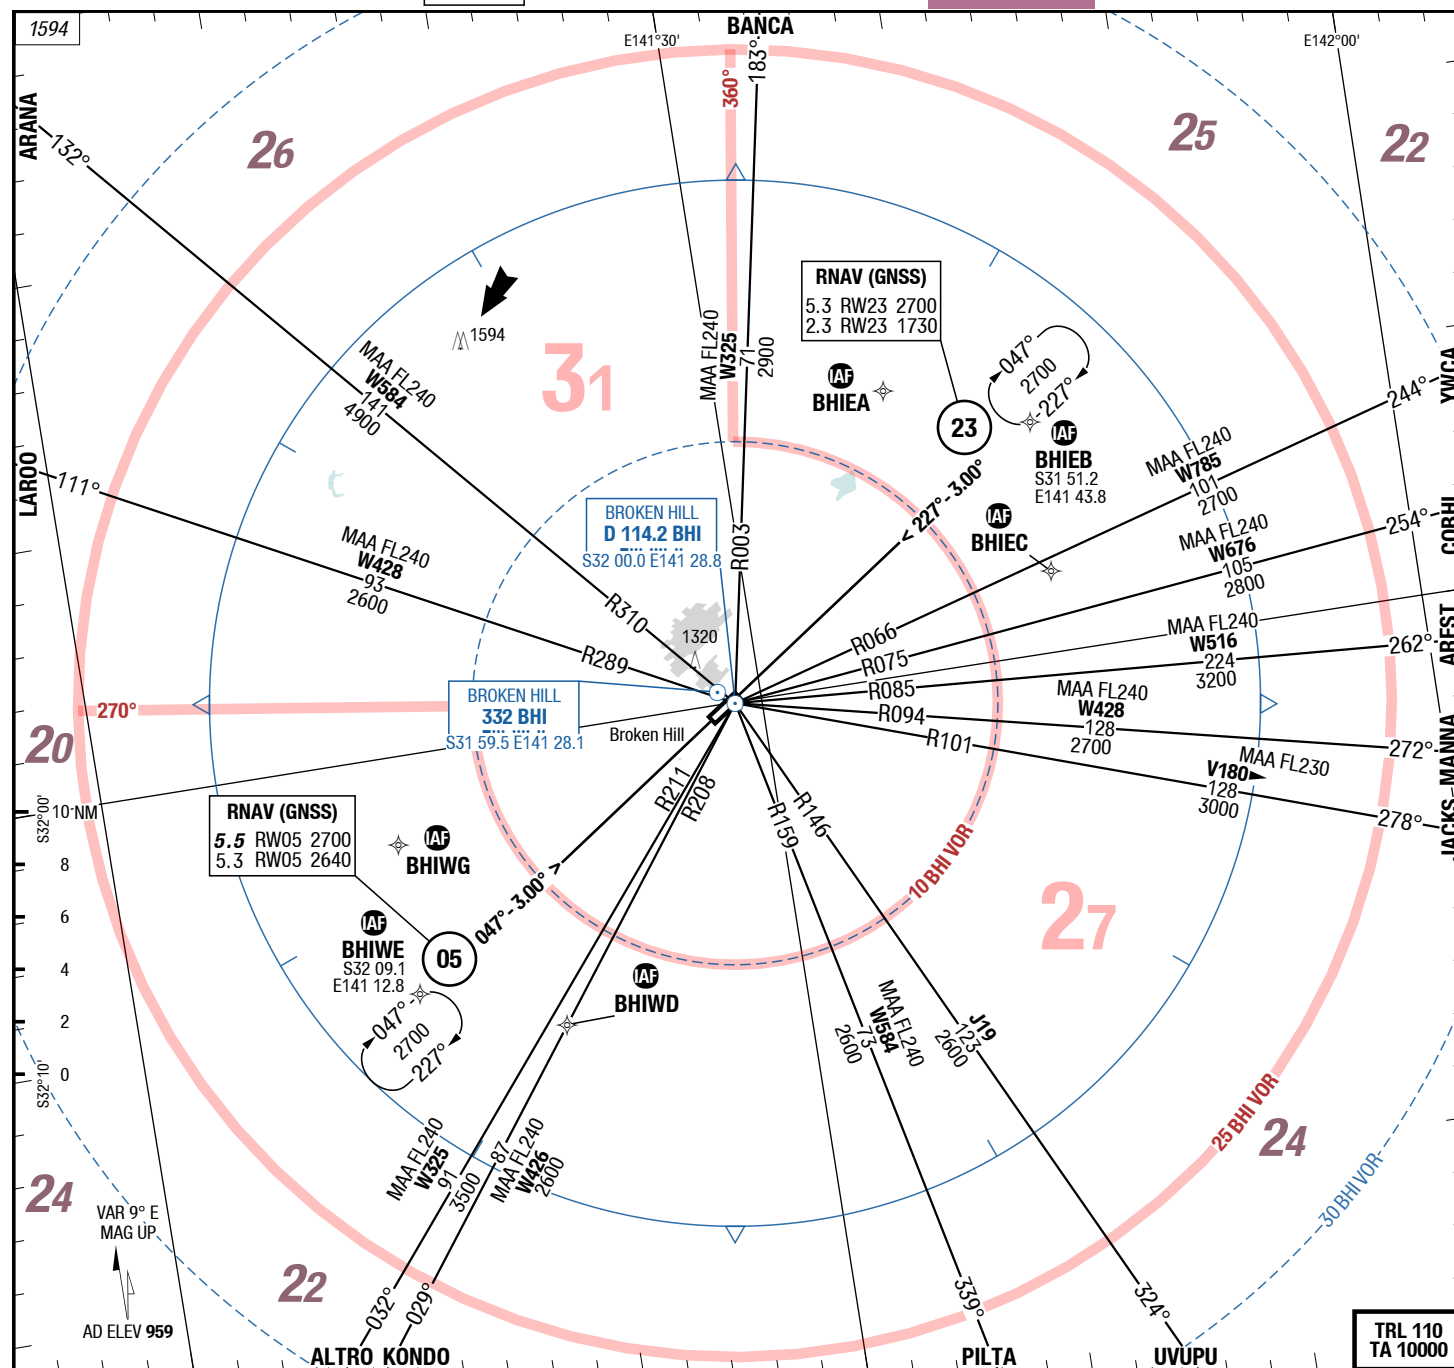 1594
BANCA
E141°30'
E142°00'
183°
360°
ARANA
132°
26
25
22
RNAV (GNSS)
5.3 RW23 2700
2.3 RW23 1730
1594
31
MAA FL240
W584
141
4900
MAA FL240
W325
71
2900
047°
2700
227°
IAF
BHIEA
23
IAF
BHIEB
S31 51.2
E141 43.8
YWCA
244°
LAROO
111°
MAA FL240
W785
101
2700
< 227° - 3.00°
IAF
BHIEC
BROKEN HILL
D 114.2 BHI
S32 00.0 E141 28.8
R003
GORHI
254°
MAA FL240
W676
105
2800
MAA FL240
W428
93
2600
R310
1320
R289
R066
R075
R085
R094
R101
MAA FL240
W516
224
3200
AREST
262°
BROKEN HILL
332 BHI
S31 59.5 E141 28.1
Broken Hill
270°
20
MAA FL240
W428
128
2700
MANNA
272°
V180
MAA FL230
128
3000
JACKS
278°
S32°00'
10 NM
8
6
4
2
0
S32°10'
RNAV (GNSS)
5.5 RW05 2700
5.3 RW05 2640
IAF
BHIWG
R211
R208
R159
R146
10 BHI VOR
047° - 3.00° >
IAF
BHIWE
S32 09.1
E141 12.8
05
27
047°
2700
227°
IAF
BHIWD
MAA FL240
W584
73
2600
J19
123
2600
25 BHI VOR
24
30 BHI VOR
MAA FL240
W325
91
3500
87
MAA FL240
W426
2600
24
VAR 9° E
MAG UP
22
AD ELEV 959
032°
029°
339°
324°
ALTRO
KONDO
PILTA
UVUPU
TRL 110
TA 10000